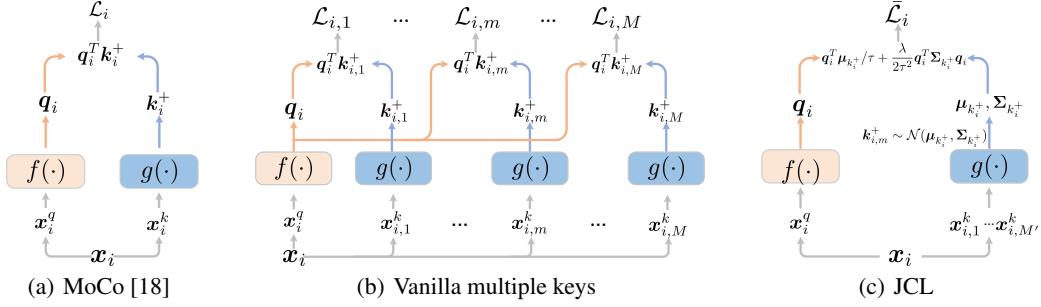 ℒ_i
q_i^T k_i^+
q_i k_i^+
f(·) g(·)
x_i^q x_i^k
x_i
(a) MoCo [18]
ℒ_{i,1} ... ℒ_{i,m} ... ℒ_{i,M}
q_i^T k_{i,1}^+ q_i^T k_{i,m}^+ q_i^T k_{i,M}^+
q_i k_{i,1}^+ k_{i,m}^+ k_{i,M}^+
f(·) g(·) g(·) g(·)
x_i^q x_{i,1}^k ... x_{i,m}^k ... x_{i,M}^k
x_i
(b) Vanilla multiple keys
ℒ̄_i
q_i^T μ_{k_i^+}/τ + λ/2τ² q_i^T Σ_{k_i^+} q_i
q_i μ_{k_i^+}, Σ_{k_i^+}
k_{i,m}^+ ∼ 𝒩(μ_{k_i^+}, Σ_{k_i^+})
f(·) g(·)
x_i^q x_{i,1}^k ... x_{i,M'}^k
x_i
(c) JCL